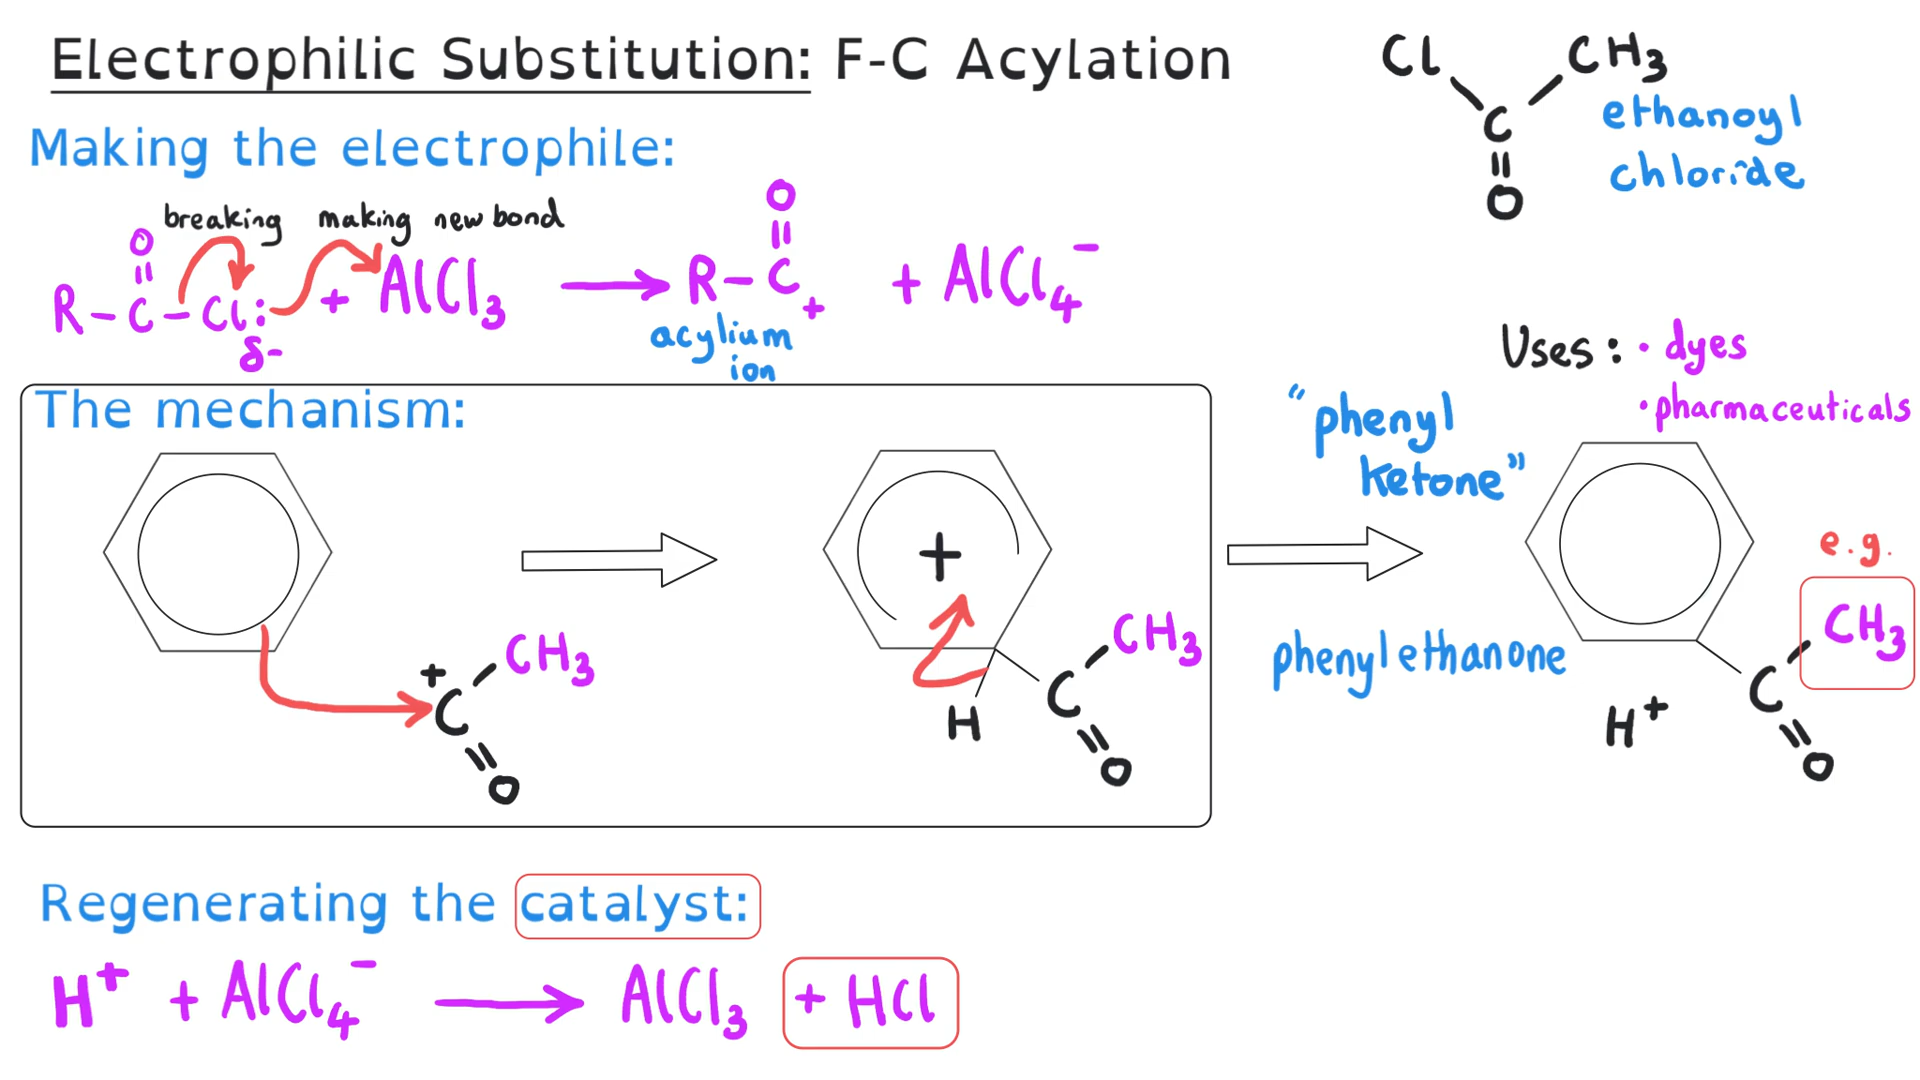 Electrophilic Substitution: F-C Acylation
Cl CH3
C
O
ethanoyl
chloride
Making the electrophile:
breaking making new bond
O
R-C-Cl: + AlCl3 → R-C+ + AlCl4-
δ-
O
acylium
ion
Uses: • dyes
• pharmaceuticals
The mechanism:
+
C
CH3
O
+
H
C
CH3
O
"phenyl
ketone"
phenylethanone
e.g.
CH3
C
O
H+
Regenerating the catalyst:
H+ + AlCl4- → AlCl3 + HCl